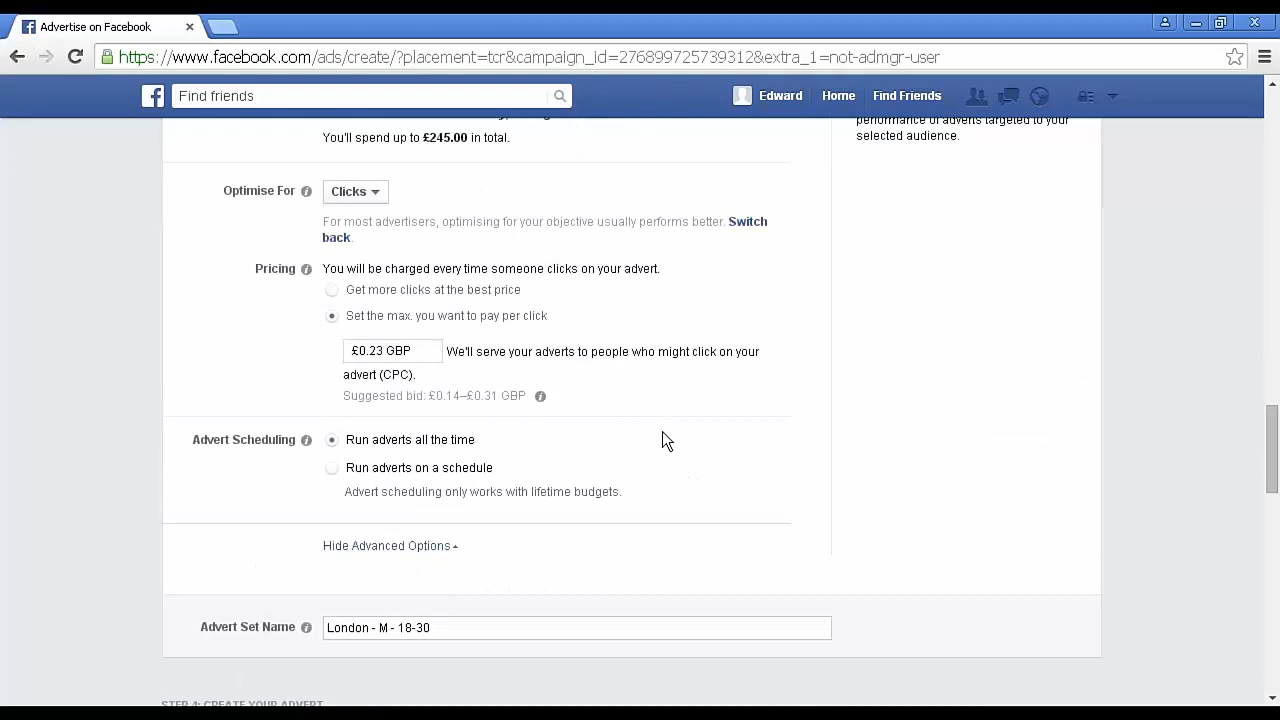 Advertise on Facebook
https://www.facebook.com/ads/create/?placement=tcr&campaign_id=276899725739312&extra_1=not-admgr-user
Find friends
Edward
Home
Find Friends
performance of adverts targeted to your
selected audience.
You'll spend up to £245.00 in total.
Optimise For
Clicks
For most advertisers, optimising for your objective usually performs better. Switch
back.
Pricing
You will be charged every time someone clicks on your advert.
Get more clicks at the best price
Set the max. you want to pay per click
£0.23 GBP We'll serve your adverts to people who might click on your
advert (CPC).
Suggested bid: £0.14–£0.31 GBP
Advert Scheduling
Run adverts all the time
Run adverts on a schedule
Advert scheduling only works with lifetime budgets.
Hide Advanced Options
Advert Set Name
London - M - 18-30
STEP 4: CREATE YOUR ADVERT